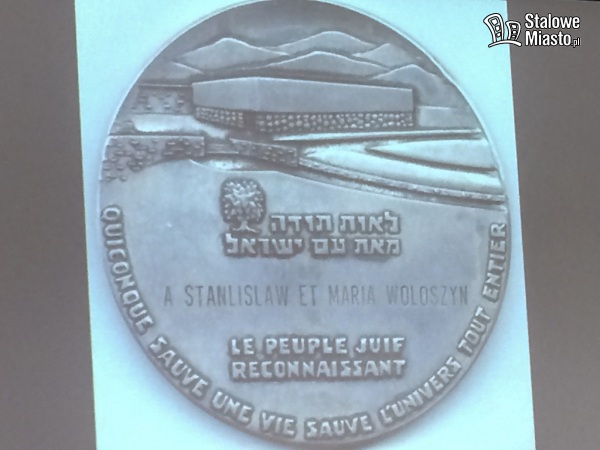 Stalowe
Miasto.pl
לאות תודה
מאת עם ישראל
A STANLISLAW ET MARIA WOLOSZYN
LE PEUPLE JUIF
RECONNAISSANT
QUICONQUE SAUVE UNE VIE SAUVE L'UNIVERS TOUT ENTIER